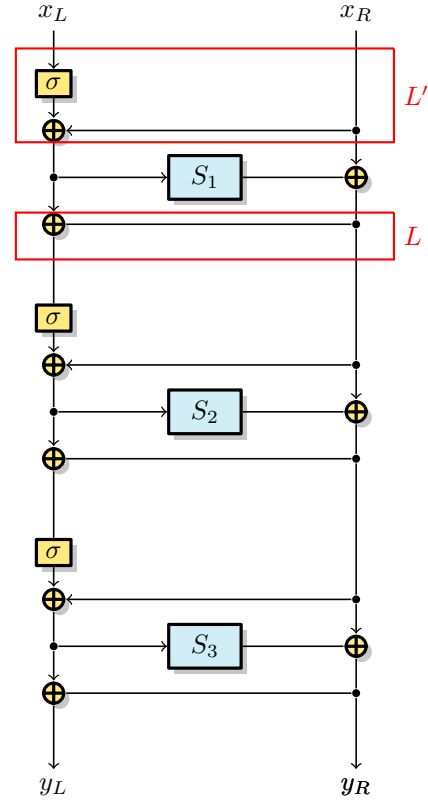 x_L x_R
σ
L′
S_1
L
σ
S_2
σ
S_3
y_L y_R